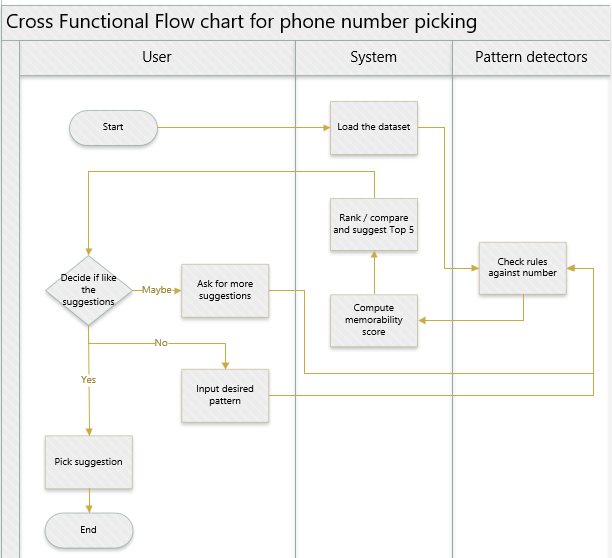 Cross Functional Flow chart for phone number picking
User
System
Pattern detectors
Start
Load the dataset
Rank / compare
and suggest Top 5
Check rules
against number
Decide if like
the
suggestions
Maybe
Ask for more
suggestions
Compute
memorability
score
No
Yes
Input desired
pattern
Pick suggestion
End